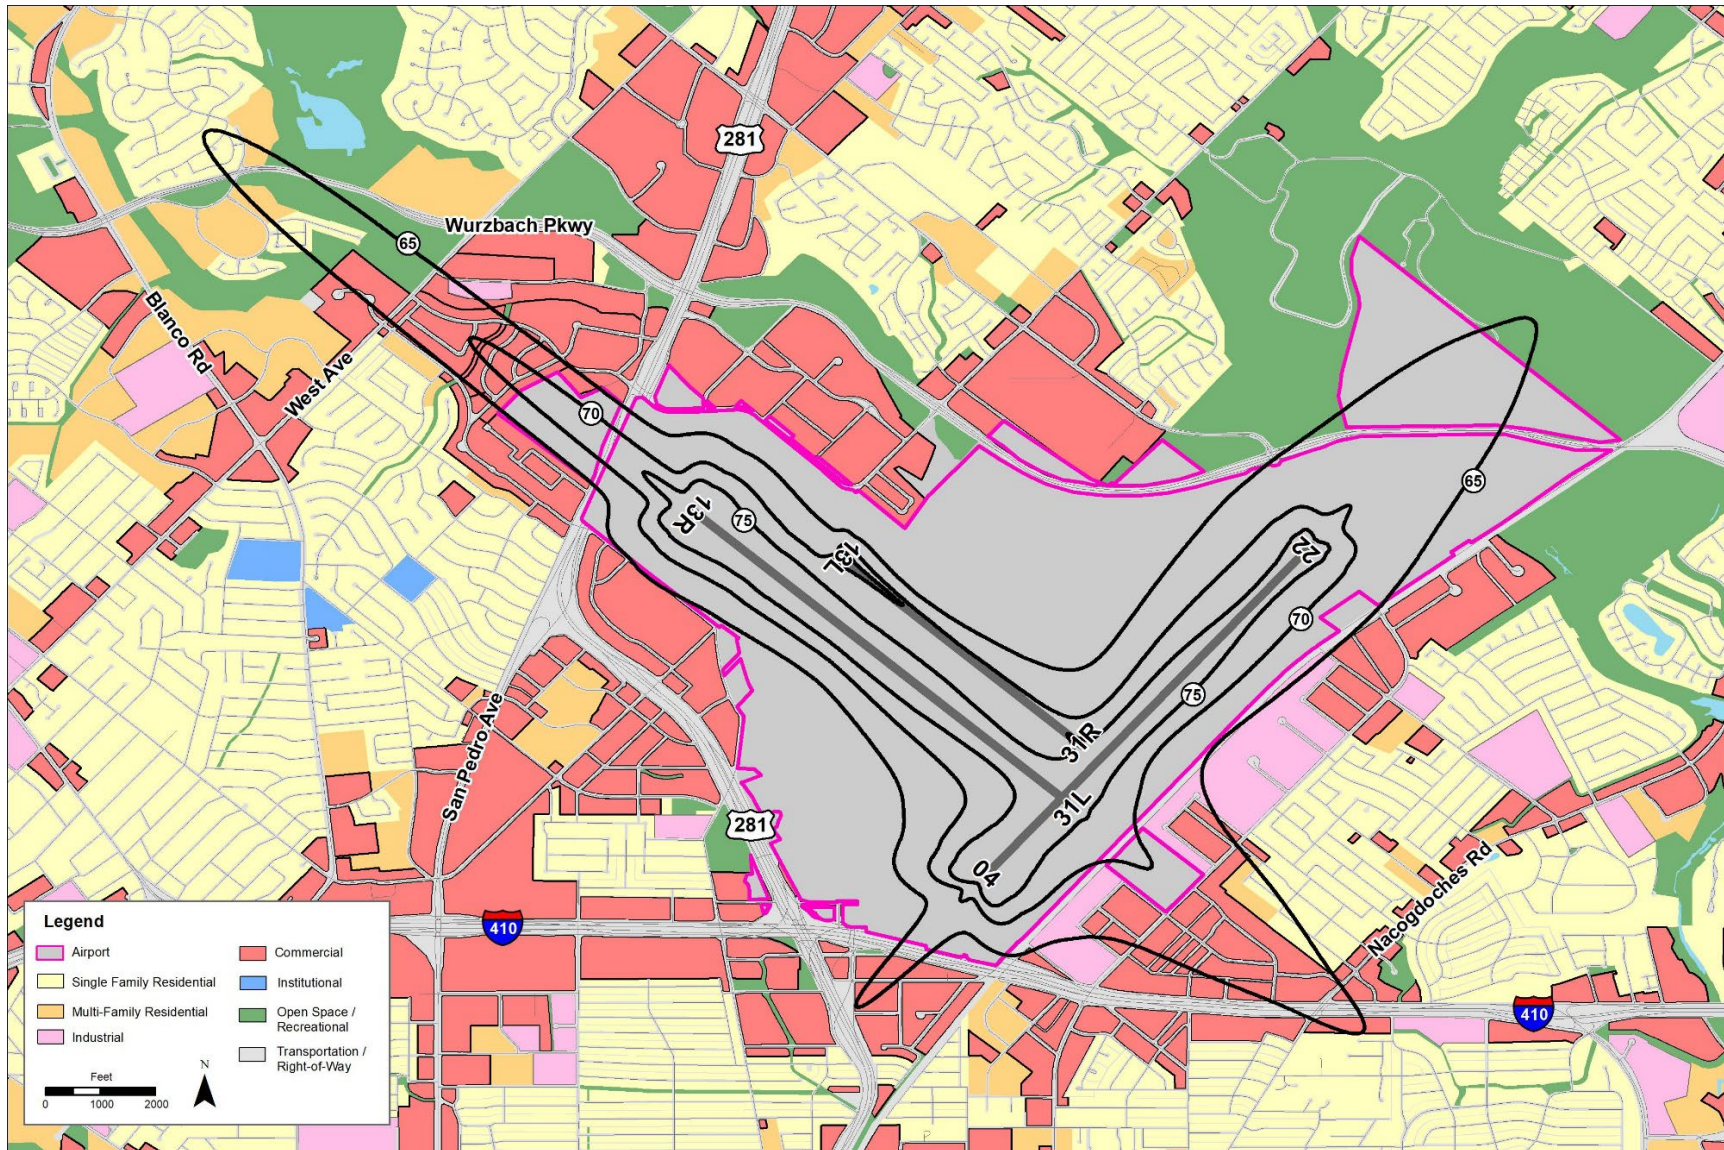 281
Wurzbach Pkwy
65
Blanco Rd
West Ave
70
65
13R
75
13L
22
70
75
San Pedro Ave
31R
31L
281
04
Nacogdoches Rd
410
410
Legend
Airport
Single Family Residential
Multi-Family Residential
Industrial
Commercial
Institutional
Open Space /
Recreational
Transportation /
Right-of-Way
N
Feet
0 1000 2000